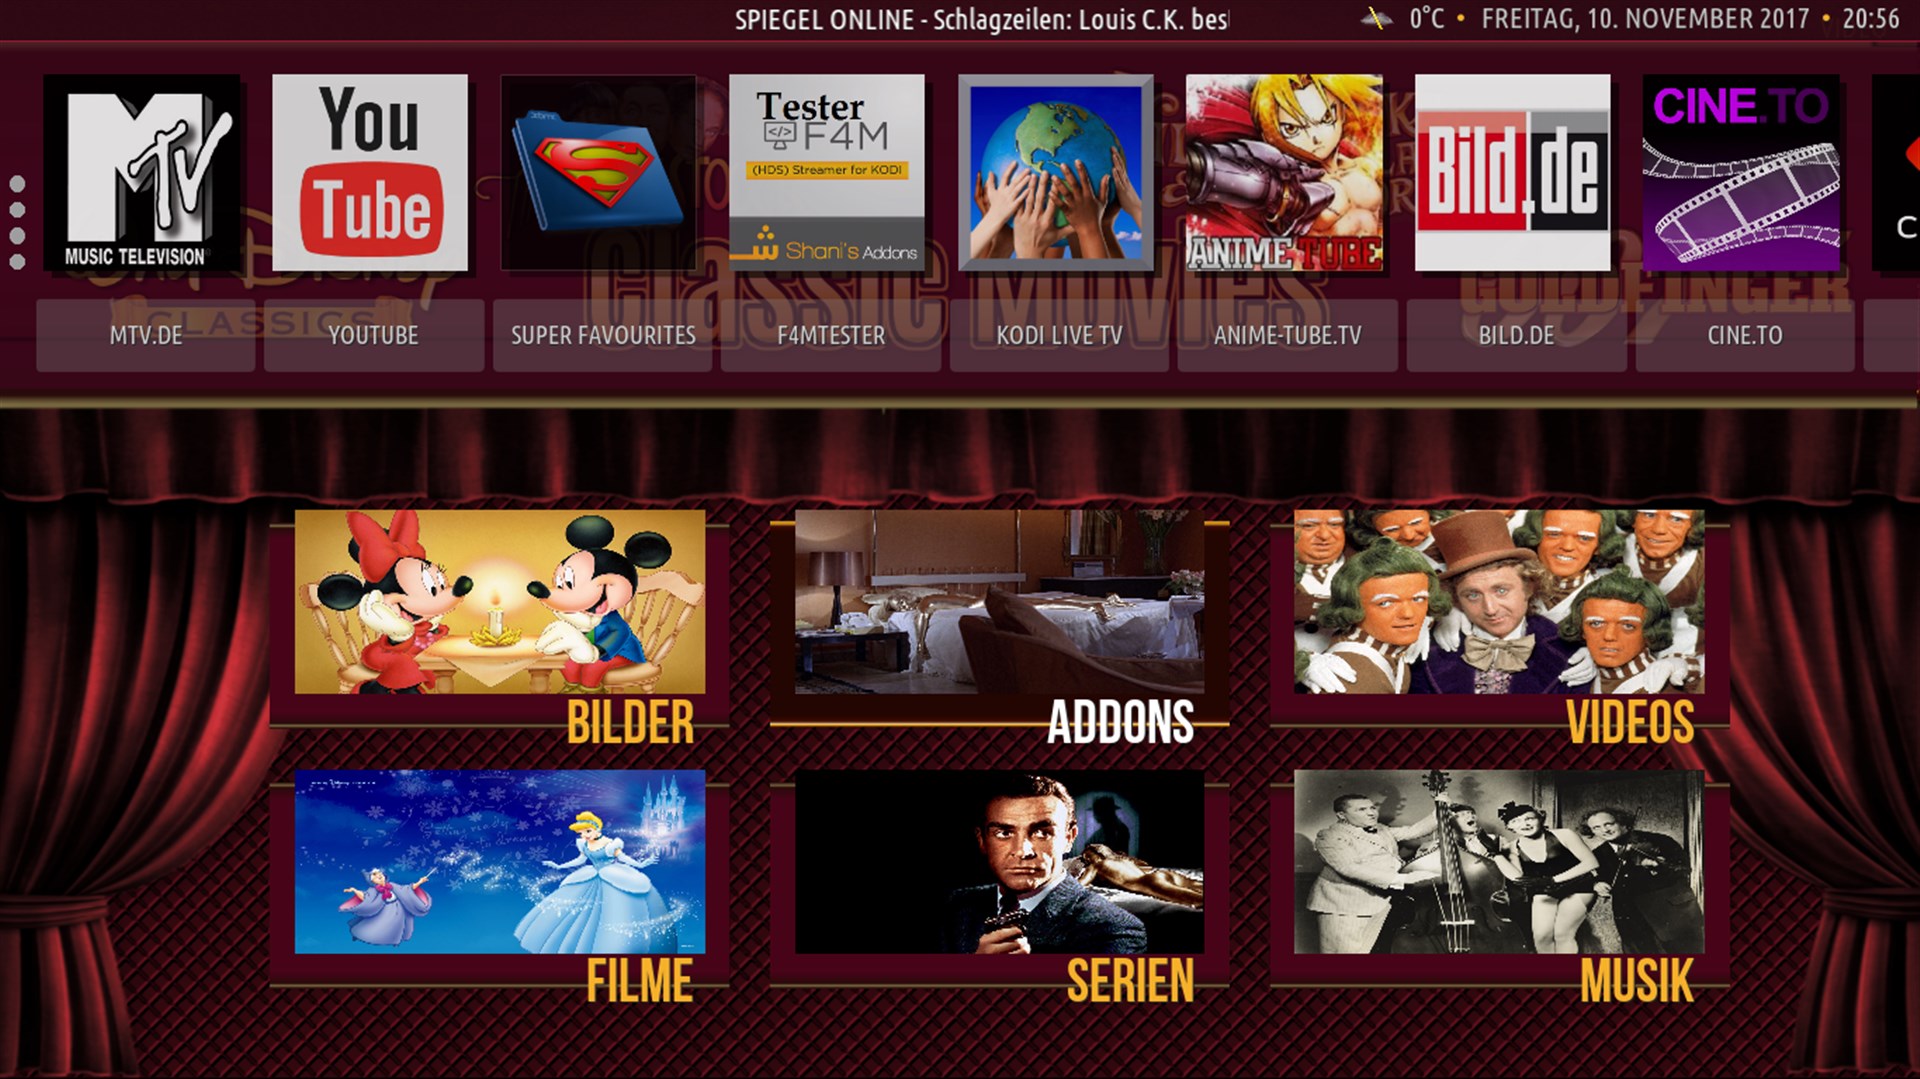 SPIEGEL ONLINE - Schlagzeilen: Louis C.K. bes
0°C • FREITAG, 10. NOVEMBER 2017 • 20:56
MTV
MUSIC TELEVISION
You
Tube
Tester
</> F4M
(HDS) Streamer for KODI
شـ Shani's Addons
ANIME TUBE
Bild.de
CINE.TO
C
MTV.DE
YOUTUBE
SUPER FAVOURITES
F4MTESTER
KODI LIVE TV
ANIME-TUBE.TV
BILD.DE
CINE.TO
Walt Disney
CLASSICS
Classic Movies
GOLDFINGER
BILDER
ADDONS
VIDEOS
FILME
SERIEN
MUSIK